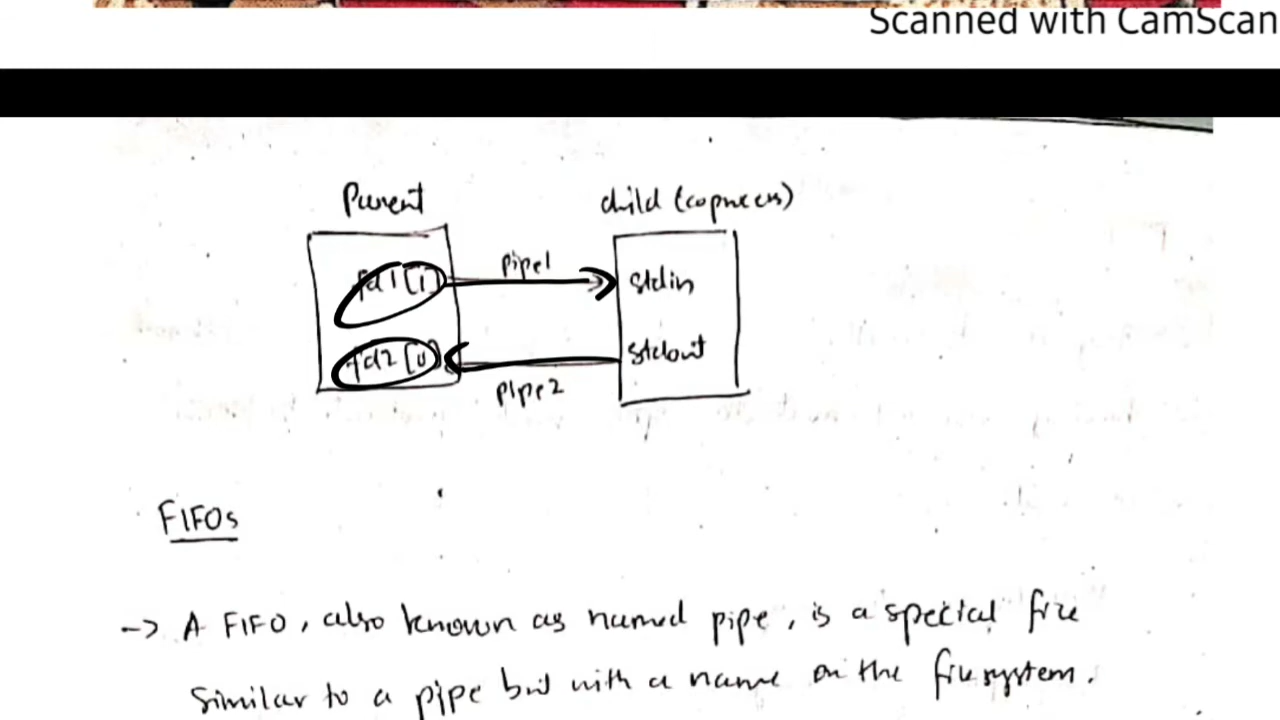 Scanned with CamScan
Parent child (coprocess)
fd1[1] pipe1 stdin
fd2[0] pipe2 stdout
FIFOs
-> A FIFO, also known as named pipe, is a special file
similar to a pipe but with a name on the filesystem.